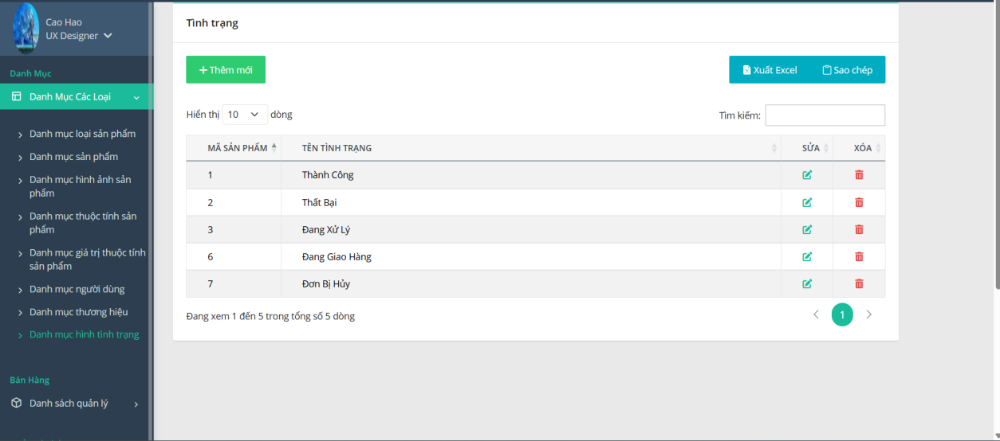 Cao Hao
UX Designer
Danh Mục
Danh Mục Các Loại
Danh mục loại sản phẩm
Danh mục sản phẩm
Danh mục hình ảnh sản
phẩm
Danh mục thuộc tính sản
phẩm
Danh mục giá trị thuộc tính
sản phẩm
Danh mục người dùng
Danh mục thương hiệu
Danh mục hình tình trạng
Bán Hàng
Danh sách quản lý
Tình trạng
Thêm mới
Xuất Excel Sao chép
Hiển thị 10 dòng
Tìm kiếm:
MÃ SẢN PHẨM TÊN TÌNH TRẠNG SỬA XÓA
1 Thành Công
2 Thất Bại
3 Đang Xử Lý
6 Đang Giao Hàng
7 Đơn Bị Hủy
Đang xem 1 đến 5 trong tổng số 5 dòng
1